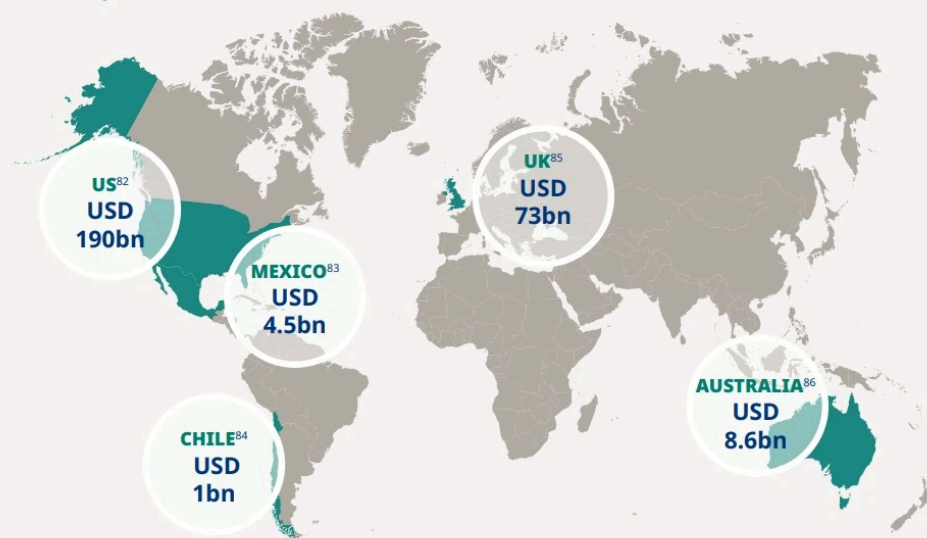 US82
USD
190bn
MEXICO83
USD
4.5bn
CHILE84
USD
1bn
UK85
USD
73bn
AUSTRALIA86
USD
8.6bn